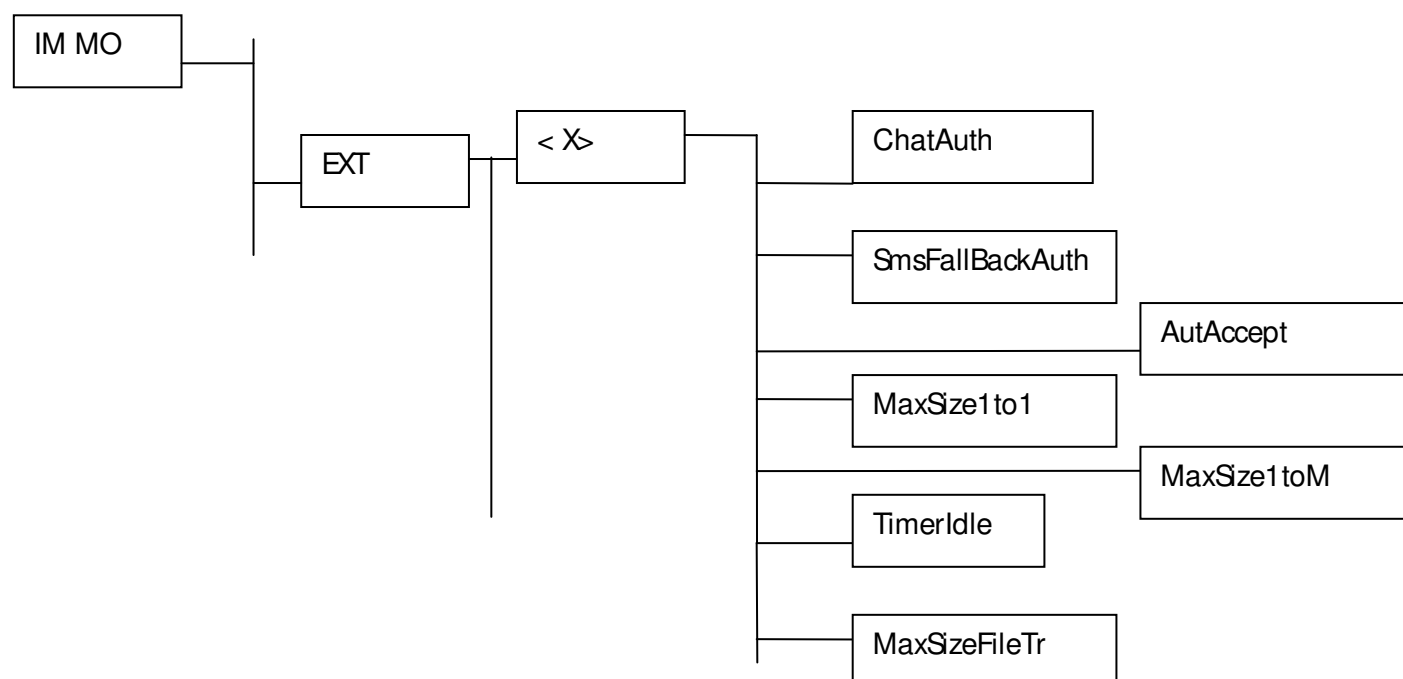 IM MO
EXT
< X>
ChatAuth
SmsFallBackAuth
AutAccept
MaxSize1to1
MaxSize1toM
TimerIdle
MaxSizeFileTr